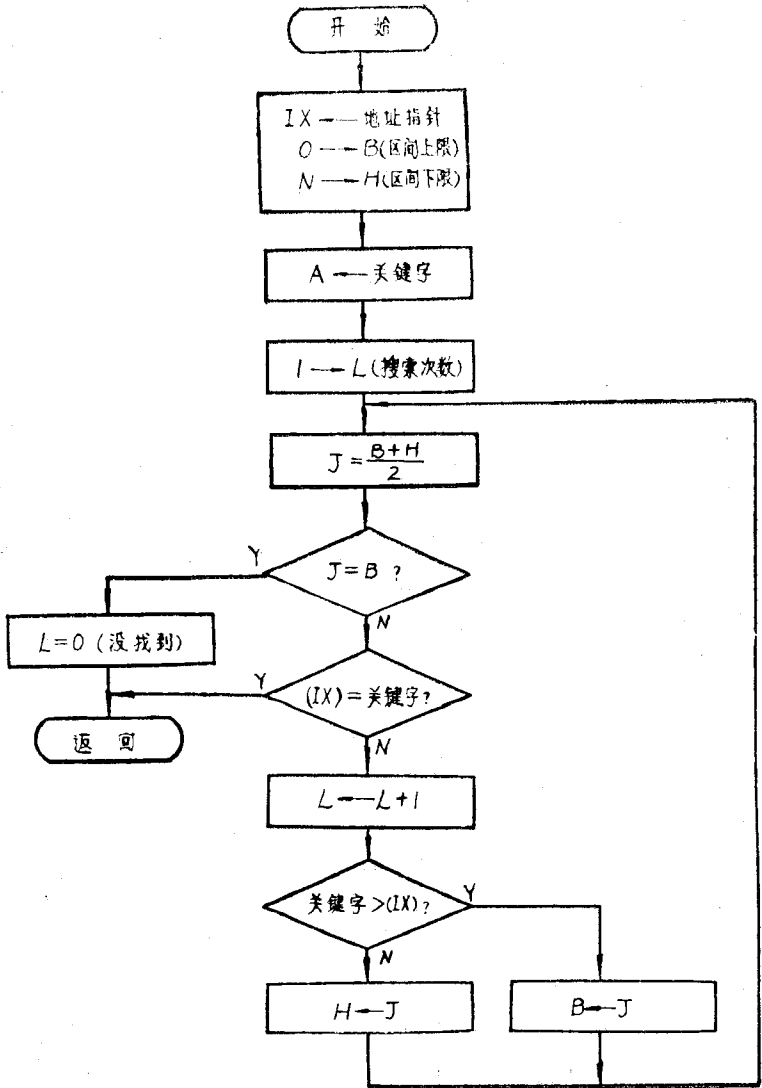 开 始
IX ← 地址指针
0 → B(区间上限)
N → H(区间下限)
A ← 关键字
1 → L(搜索次数)
J = (B+H)/2
J = B ?
Y
N
L=0 (没找到)
(IX)=关键字?
Y
N
返 回
L ← L+1
关键字>(IX)?
Y
N
H ← J
B ← J